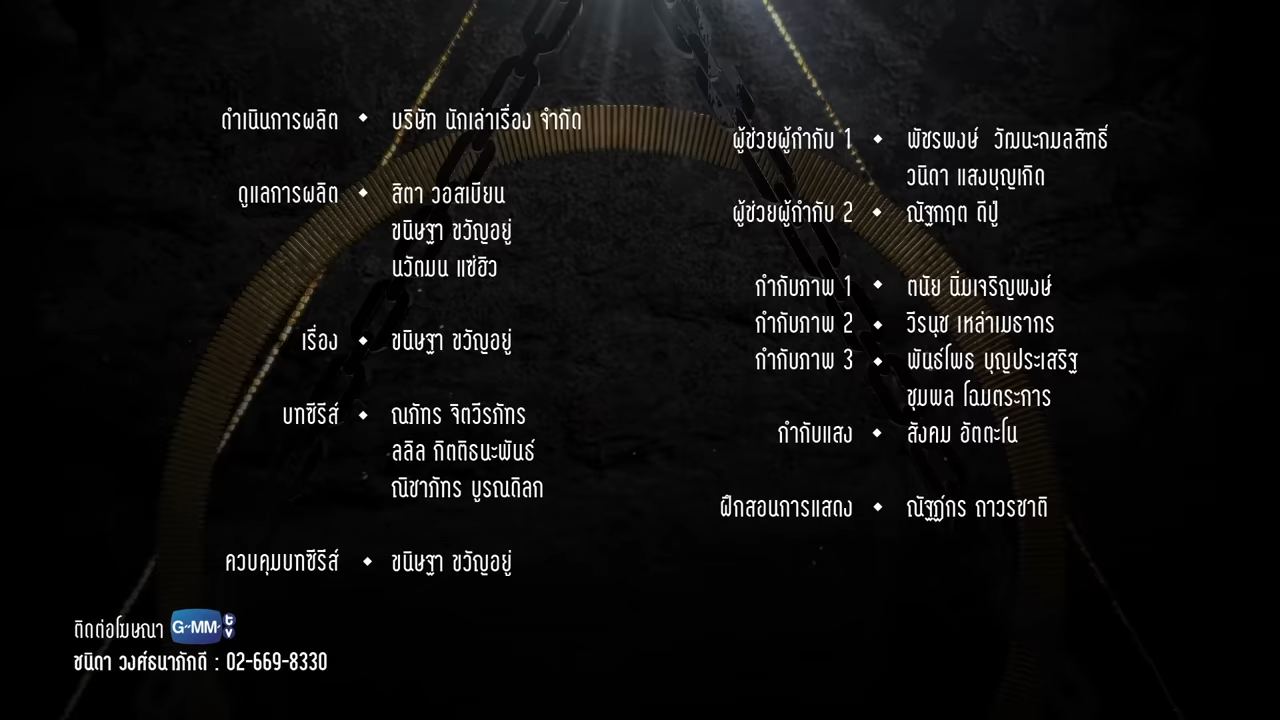 ดำเนินการผลิต ◆ บริษัท นักเล่าเรื่อง จำกัด
ดูแลการผลิต ◆ สิตา วอสเบียน
ขนิษฐา ขวัญอยู่
นวัตมน แซ่ฮิว
เรื่อง ◆ ขนิษฐา ขวัญอยู่
บทซีรีส์ ◆ ณภัทร จิตวีรภัทร
ลลิล กิตติธนะพันธ์
ณิชาภัทร บูรณดิลก
ควบคุมบทซีรีส์ ◆ ขนิษฐา ขวัญอยู่
ผู้ช่วยผู้กำกับ 1 ◆ พัชรพงษ์ วัฒนะกมลสิทธิ์
วนิดา แสงบุญเกิด
ผู้ช่วยผู้กำกับ 2 ◆ ณัฐกฤต ดีปู่
กำกับภาพ 1 ◆ ตนัย นิ่มเจริญพงษ์
กำกับภาพ 2 ◆ วิรนุช เหล่าเมธากร
กำกับภาพ 3 ◆ พันธ์โพธ บุญประเสริฐ
ชุมพล โฉมตระการ
กำกับแสง ◆ สังคม อัตตะโน
ฝึกสอนการแสดง ◆ ณัฐฏ์กร ถาวรชาติ
ติดต่อโฆษณา GMM tv
ชนิดา วงศ์ธนาภักดี : 02-669-8330